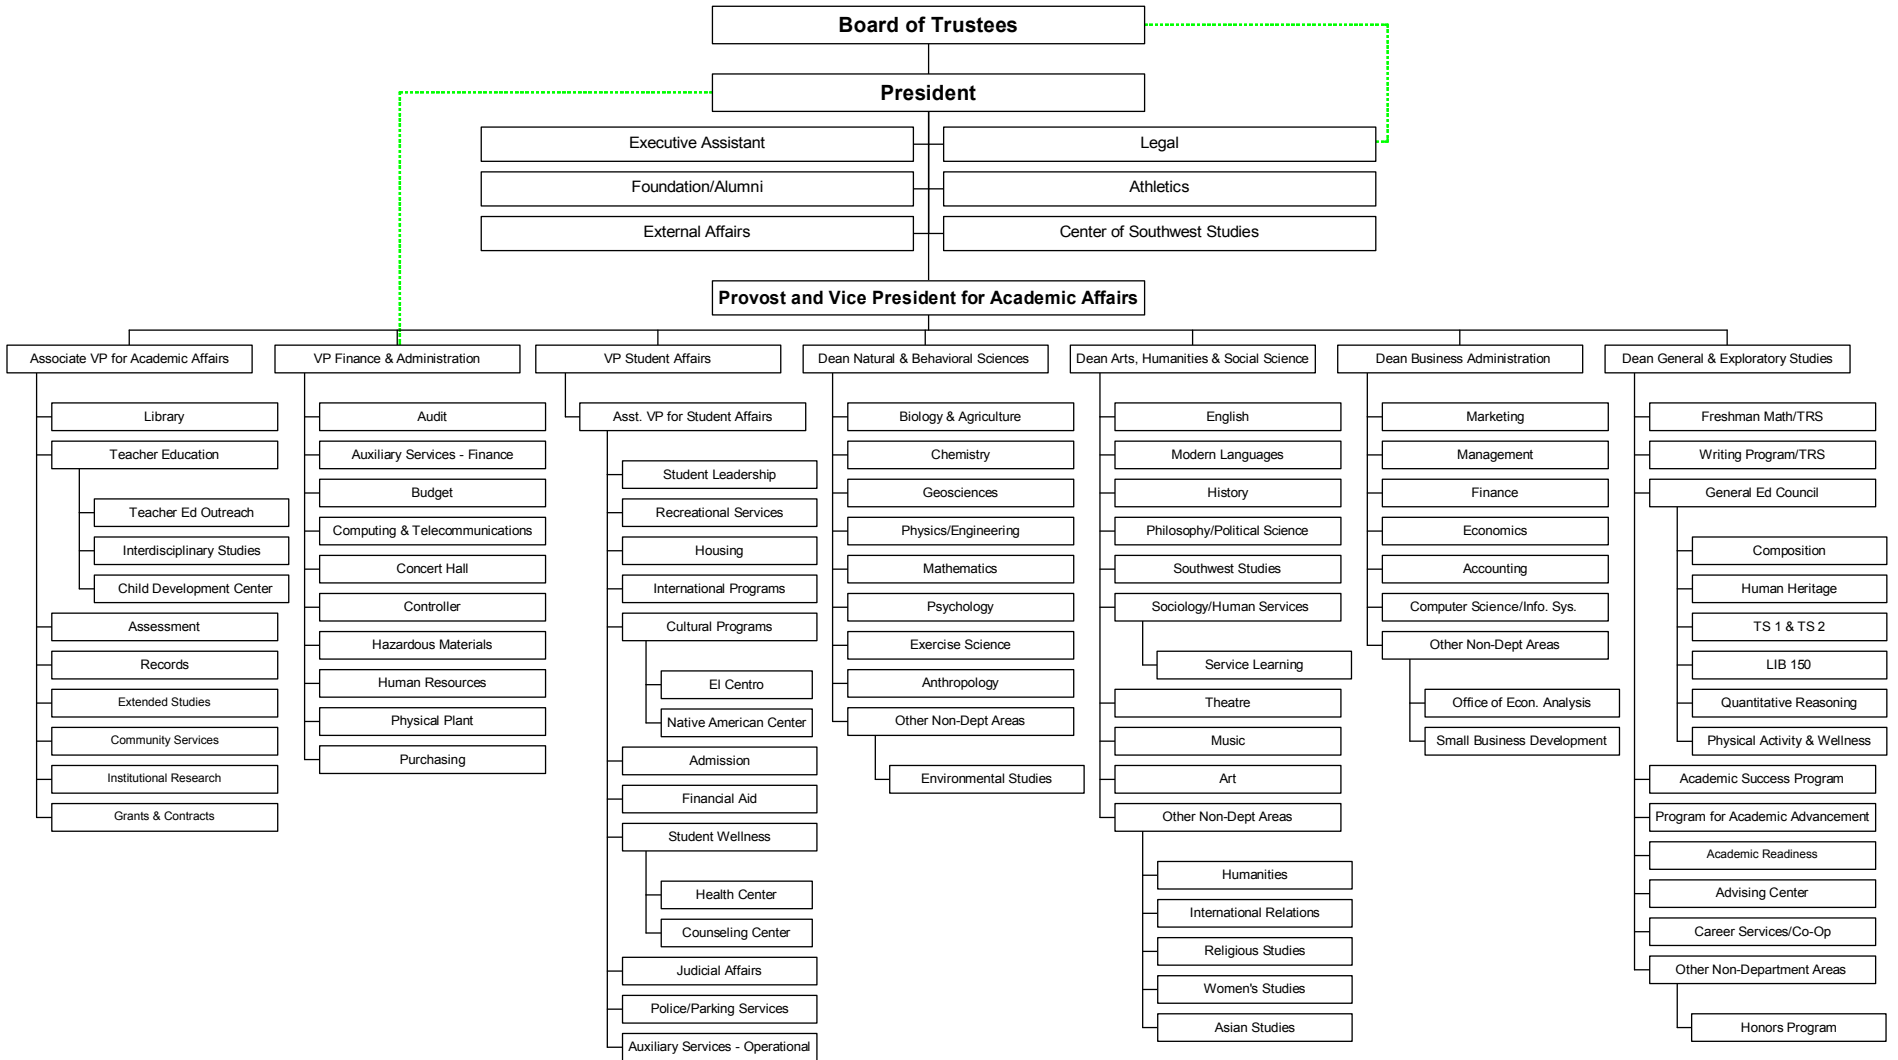 Board of Trustees
President
Executive Assistant
Legal
Foundation/Alumni
Athletics
External Affairs
Center of Southwest Studies
Provost and Vice President for Academic Affairs
Associate VP for Academic Affairs
Library
Teacher Education
Teacher Ed Outreach
Interdisciplinary Studies
Child Development Center
Assessment
Records
Extended Studies
Community Services
Institutional Research
Grants & Contracts
VP Finance & Administration
Audit
Auxiliary Services - Finance
Budget
Computing & Telecommunications
Concert Hall
Controller
Hazardous Materials
Human Resources
Physical Plant
Purchasing
VP Student Affairs
Asst. VP for Student Affairs
Student Leadership
Recreational Services
Housing
International Programs
Cultural Programs
El Centro
Native American Center
Admission
Financial Aid
Student Wellness
Health Center
Counseling Center
Judicial Affairs
Police/Parking Services
Auxiliary Services - Operational
Dean Natural & Behavioral Sciences
Biology & Agriculture
Chemistry
Geosciences
Physics/Engineering
Mathematics
Psychology
Exercise Science
Anthropology
Other Non-Dept Areas
Environmental Studies
Dean Arts, Humanities & Social Science
English
Modern Languages
History
Philosophy/Political Science
Southwest Studies
Sociology/Human Services
Service Learning
Theatre
Music
Art
Other Non-Dept Areas
Humanities
International Relations
Religious Studies
Women's Studies
Asian Studies
Dean Business Administration
Marketing
Management
Finance
Economics
Accounting
Computer Science/Info. Sys.
Other Non-Dept Areas
Office of Econ. Analysis
Small Business Development
Dean General & Exploratory Studies
Freshman Math/TRS
Writing Program/TRS
General Ed Council
Composition
Human Heritage
TS 1 & TS 2
LIB 150
Quantitative Reasoning
Physical Activity & Wellness
Academic Success Program
Program for Academic Advancement
Academic Readiness
Advising Center
Career Services/Co-Op
Other Non-Department Areas
Honors Program